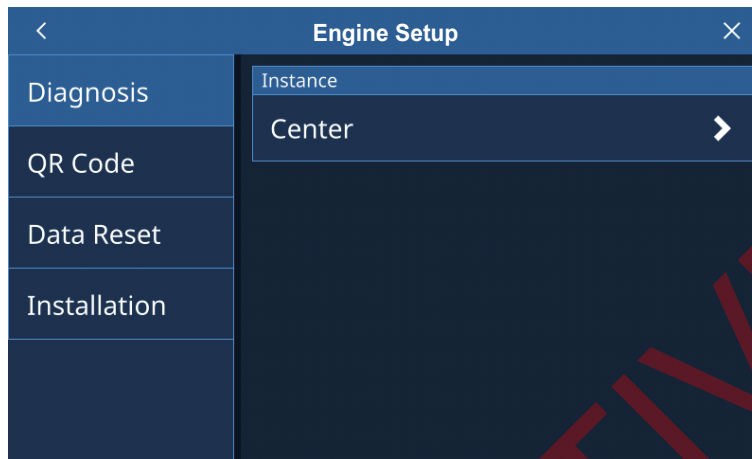 Engine Setup
Diagnosis
QR Code
Data Reset
Installation
Instance
Center